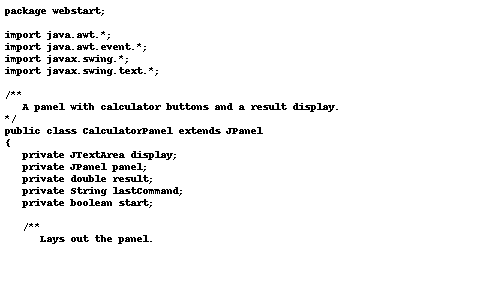 package webstart;
import java.awt.*;
import java.awt.event.*;
import javax.swing.*;
import javax.swing.text.*;
/**
A panel with calculator buttons and a result display.
*/
public class CalculatorPanel extends JPanel
{
private JTextArea display;
private JPanel panel;
private double result;
private String lastCommand;
private boolean start;
/**
Lays out the panel.